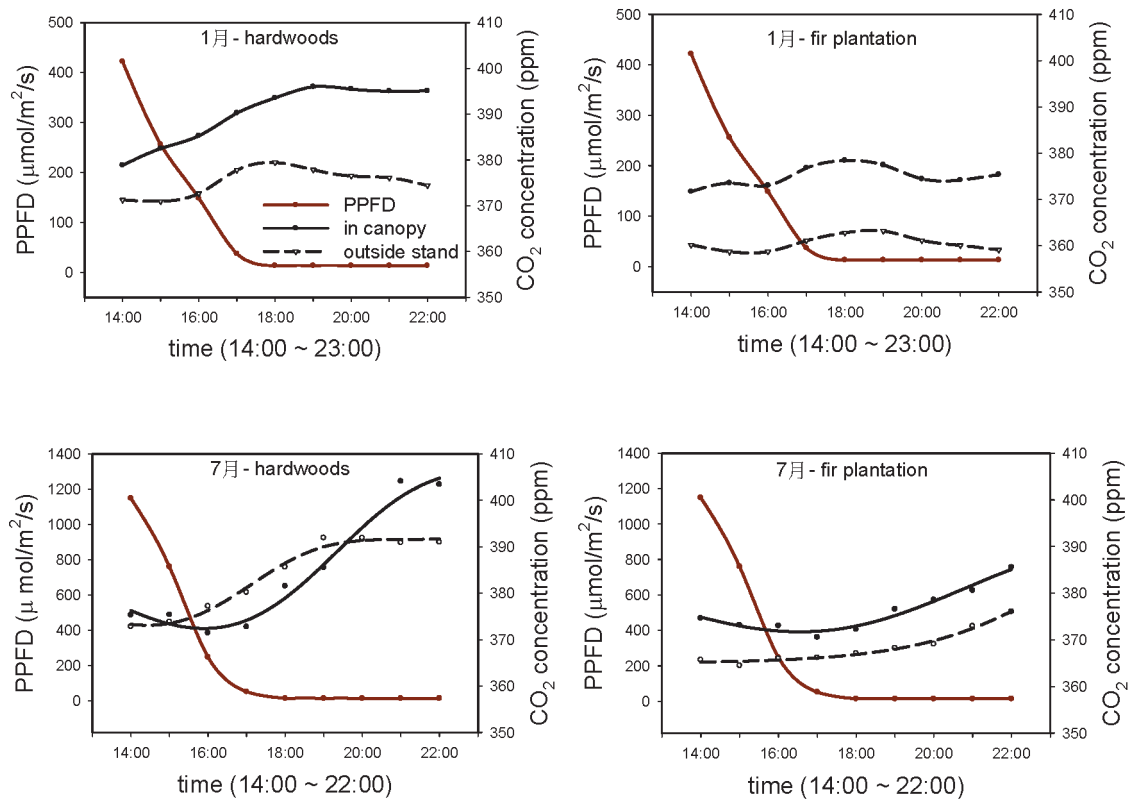 1月 - hardwoods
PPFD (μmol/m²/s)
500
400
300
200
100
0
CO₂ concentration (ppm)
410
400
390
380
370
360
350
PPFD
in canopy
outside stand
14:00 16:00 18:00 20:00 22:00
time (14:00 ~ 23:00)
1月 - fir plantation
PPFD (μmol/m²/s)
500
400
300
200
100
0
CO₂ concentration (ppm)
410
400
390
380
370
360
350
14:00 16:00 18:00 20:00 22:00
time (14:00 ~ 23:00)
7月 - hardwoods
PPFD (μ mol/m²/s)
1400
1200
1000
800
600
400
200
0
CO₂ concentration (ppm)
410
400
390
380
370
360
350
14:00 16:00 18:00 20:00 22:00
time (14:00 ~ 22:00)
7月 - fir plantation
PPFD (μmol/m²/s)
1400
1200
1000
800
600
400
200
0
CO₂ concentration (ppm)
410
400
390
380
370
360
350
14:00 16:00 18:00 20:00 22:00
time (14:00 ~ 22:00)